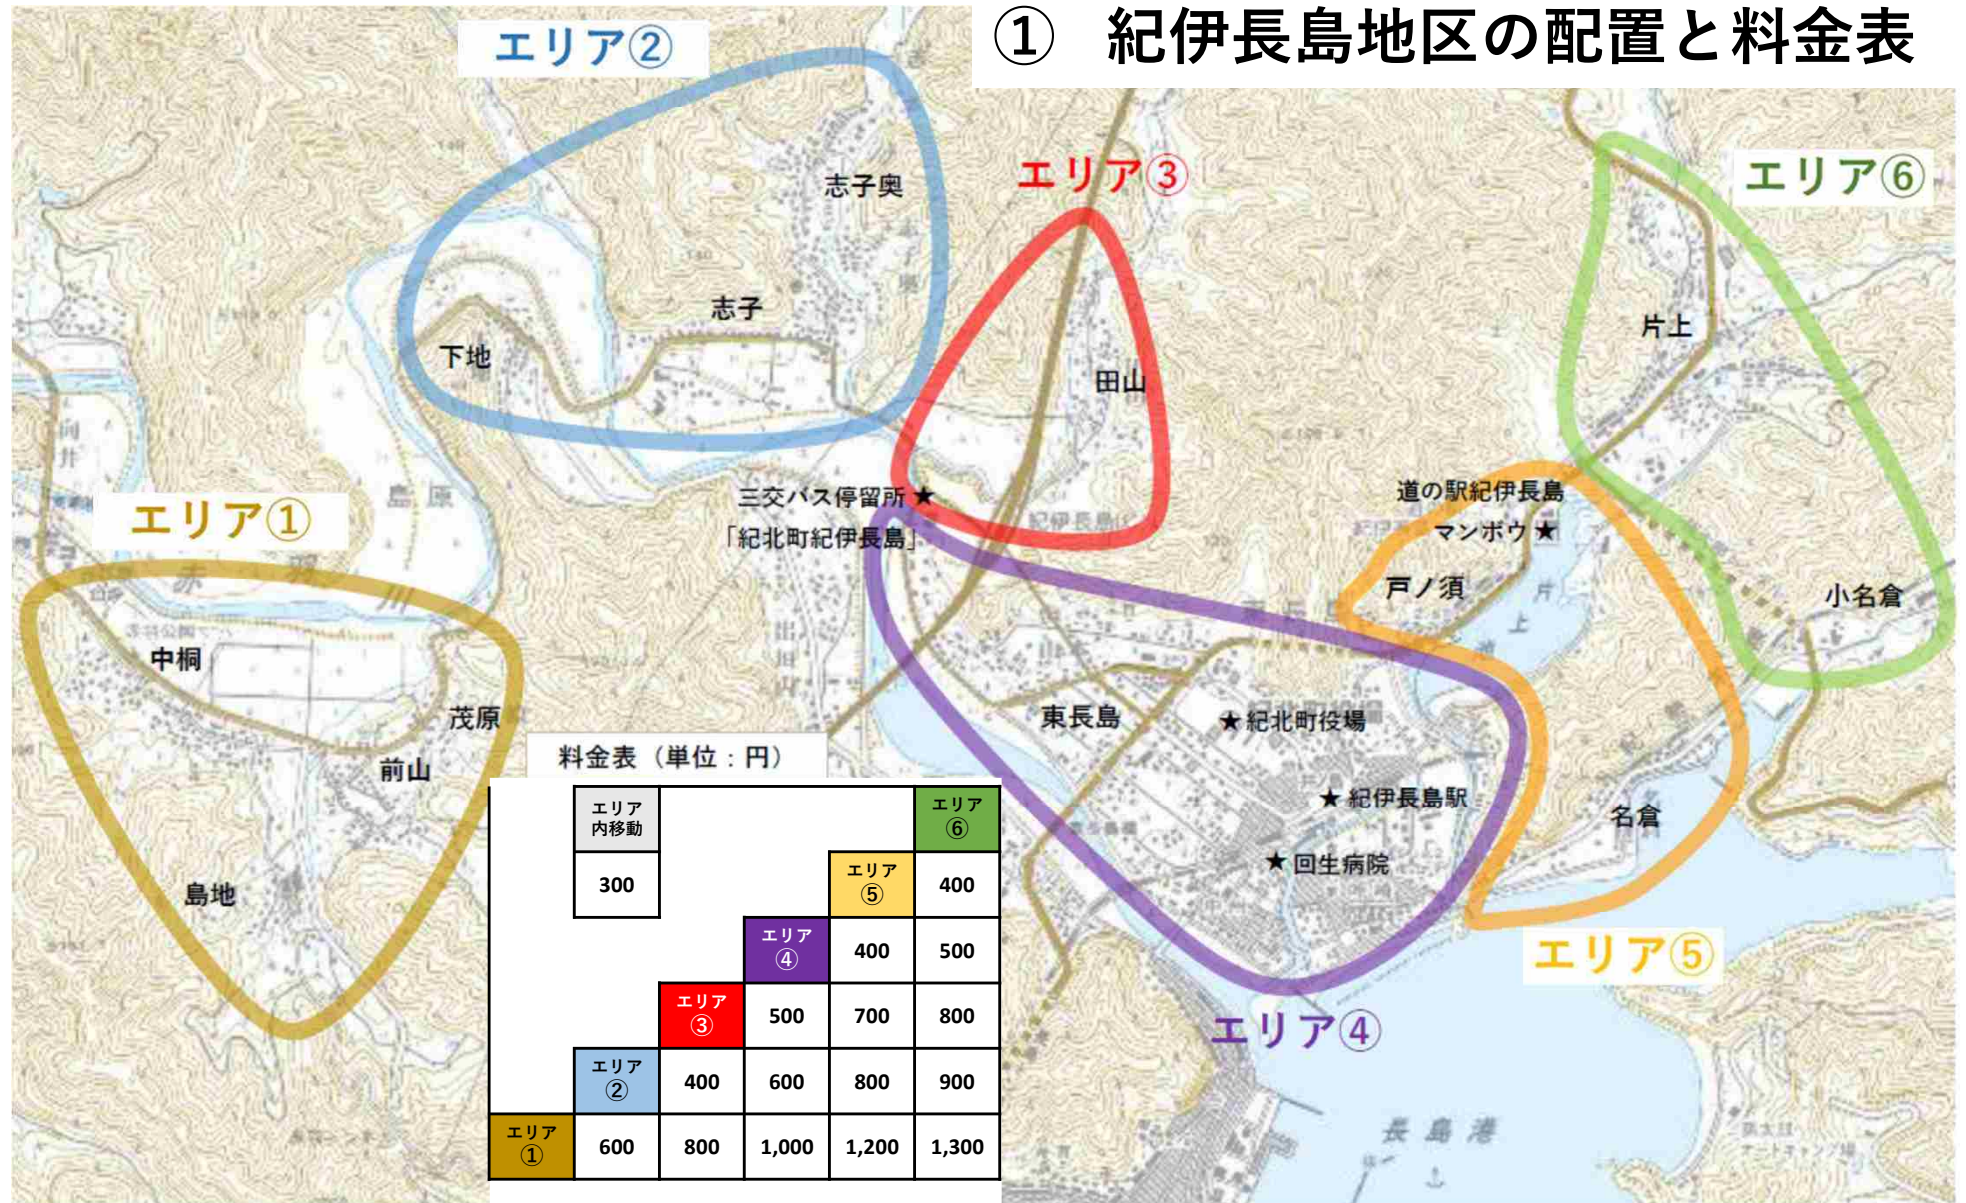 ① 紀伊長島地区の配置と料金表
エリア②
エリア③
エリア⑥
志子奥
志子
下地
田山
片上
エリア①
島原
赤羽川
三交バス停留所 ★
「紀北町紀伊長島」
道の駅紀伊長島
マンボウ ★
戸ノ須
小名倉
中桐
茂原
前山
島地
東長島
★ 紀北町役場
★ 紀伊長島駅
★ 回生病院
名倉
エリア⑤
エリア④
長島港
料金表（単位：円）
エリア内移動 エリア⑥
300 エリア⑤ 400
エリア④ 400 500
エリア③ 500 700 800
エリア② 400 600 800 900
エリア① 600 800 1,000 1,200 1,300